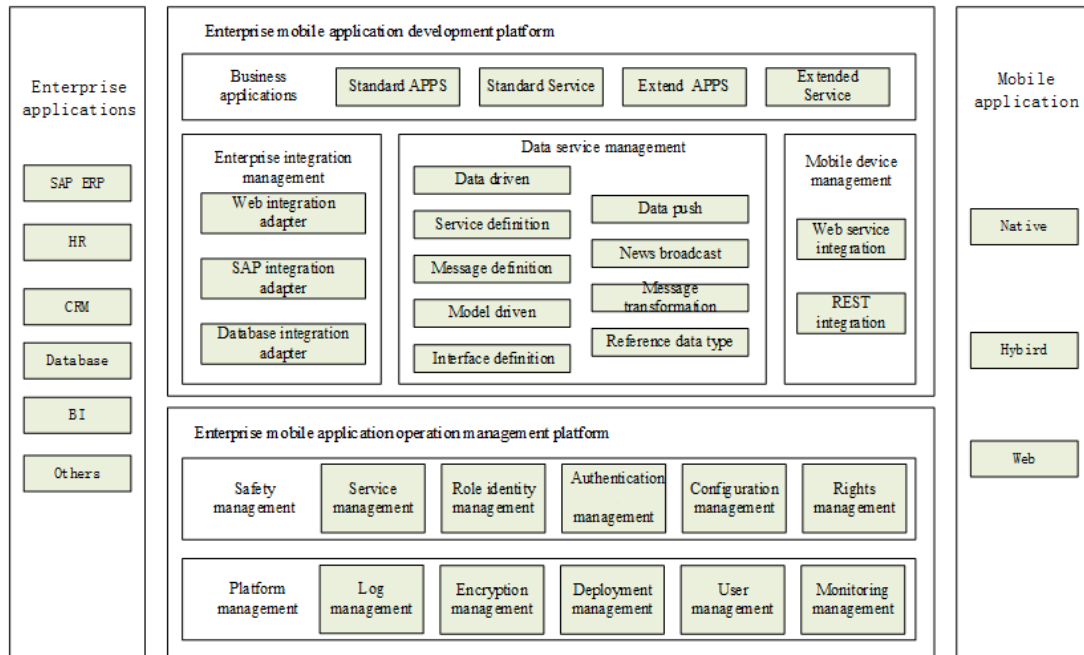 Enterprise
applications
SAP ERP
HR
CRM
Database
BI
Others
Enterprise mobile application development platform
Business
applications
Standard APPS
Standard Service
Extend APPS
Extended
Service
Enterprise integration
management
Web integration
adapter
SAP integration
adapter
Database integration
adapter
Data service management
Data driven
Service definition
Message definition
Model driven
Interface definition
Data push
News broadcast
Message
transformation
Reference data type
Mobile device
management
Web service
integration
REST
integration
Enterprise mobile application operation management platform
Safety
management
Service
management
Role identity
management
Authentication
management
Configuration
management
Rights
management
Platform
management
Log
management
Encryption
management
Deployment
management
User
management
Monitoring
management
Mobile
application
Native
Hybird
Web